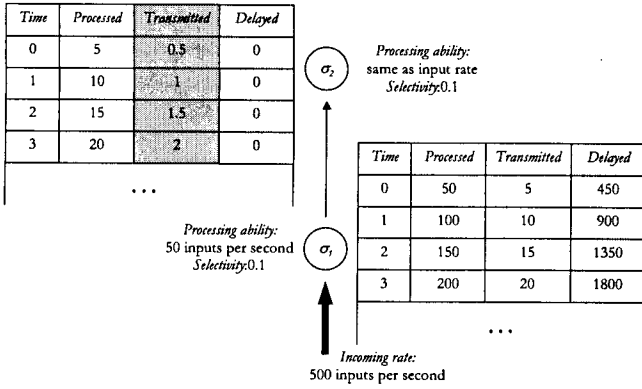 Time Processed Transmitted Delayed
0 5 0.5 0
1 10 1 0
2 15 1.5 0
3 20 2 0
...
σ2
Processing ability:
same as input rate
Selectivity:0.1
Time Processed Transmitted Delayed
0 50 5 450
1 100 10 900
2 150 15 1350
3 200 20 1800
...
Processing ability:
50 inputs per second
Selectivity:0.1
σ1
Incoming rate:
500 inputs per second